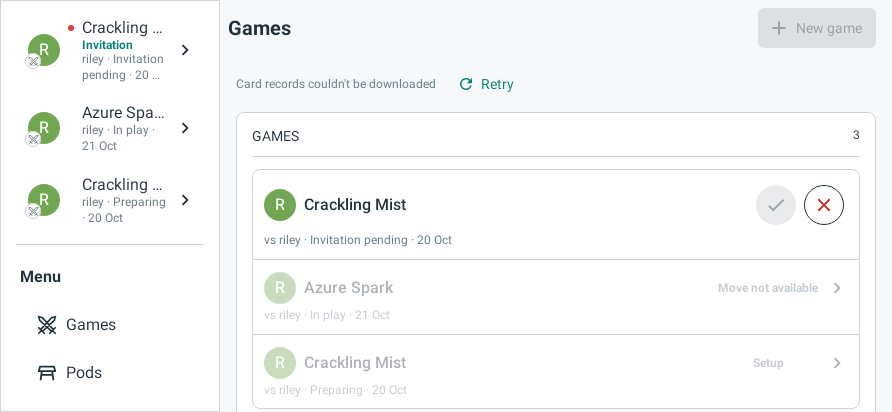 R
Crackling ...
Invitation
riley · Invitation
pending · 20 ...
R
Azure Spa...
riley · In play ·
21 Oct
R
Crackling ...
riley · Preparing
· 20 Oct
Menu
Games
Pods
Games
New game
Card records couldn't be downloaded
Retry
GAMES
3
R
Crackling Mist
vs riley · Invitation pending · 20 Oct
R
Azure Spark
Move not available
vs riley · In play · 21 Oct
R
Crackling Mist
Setup
vs riley · Preparing · 20 Oct